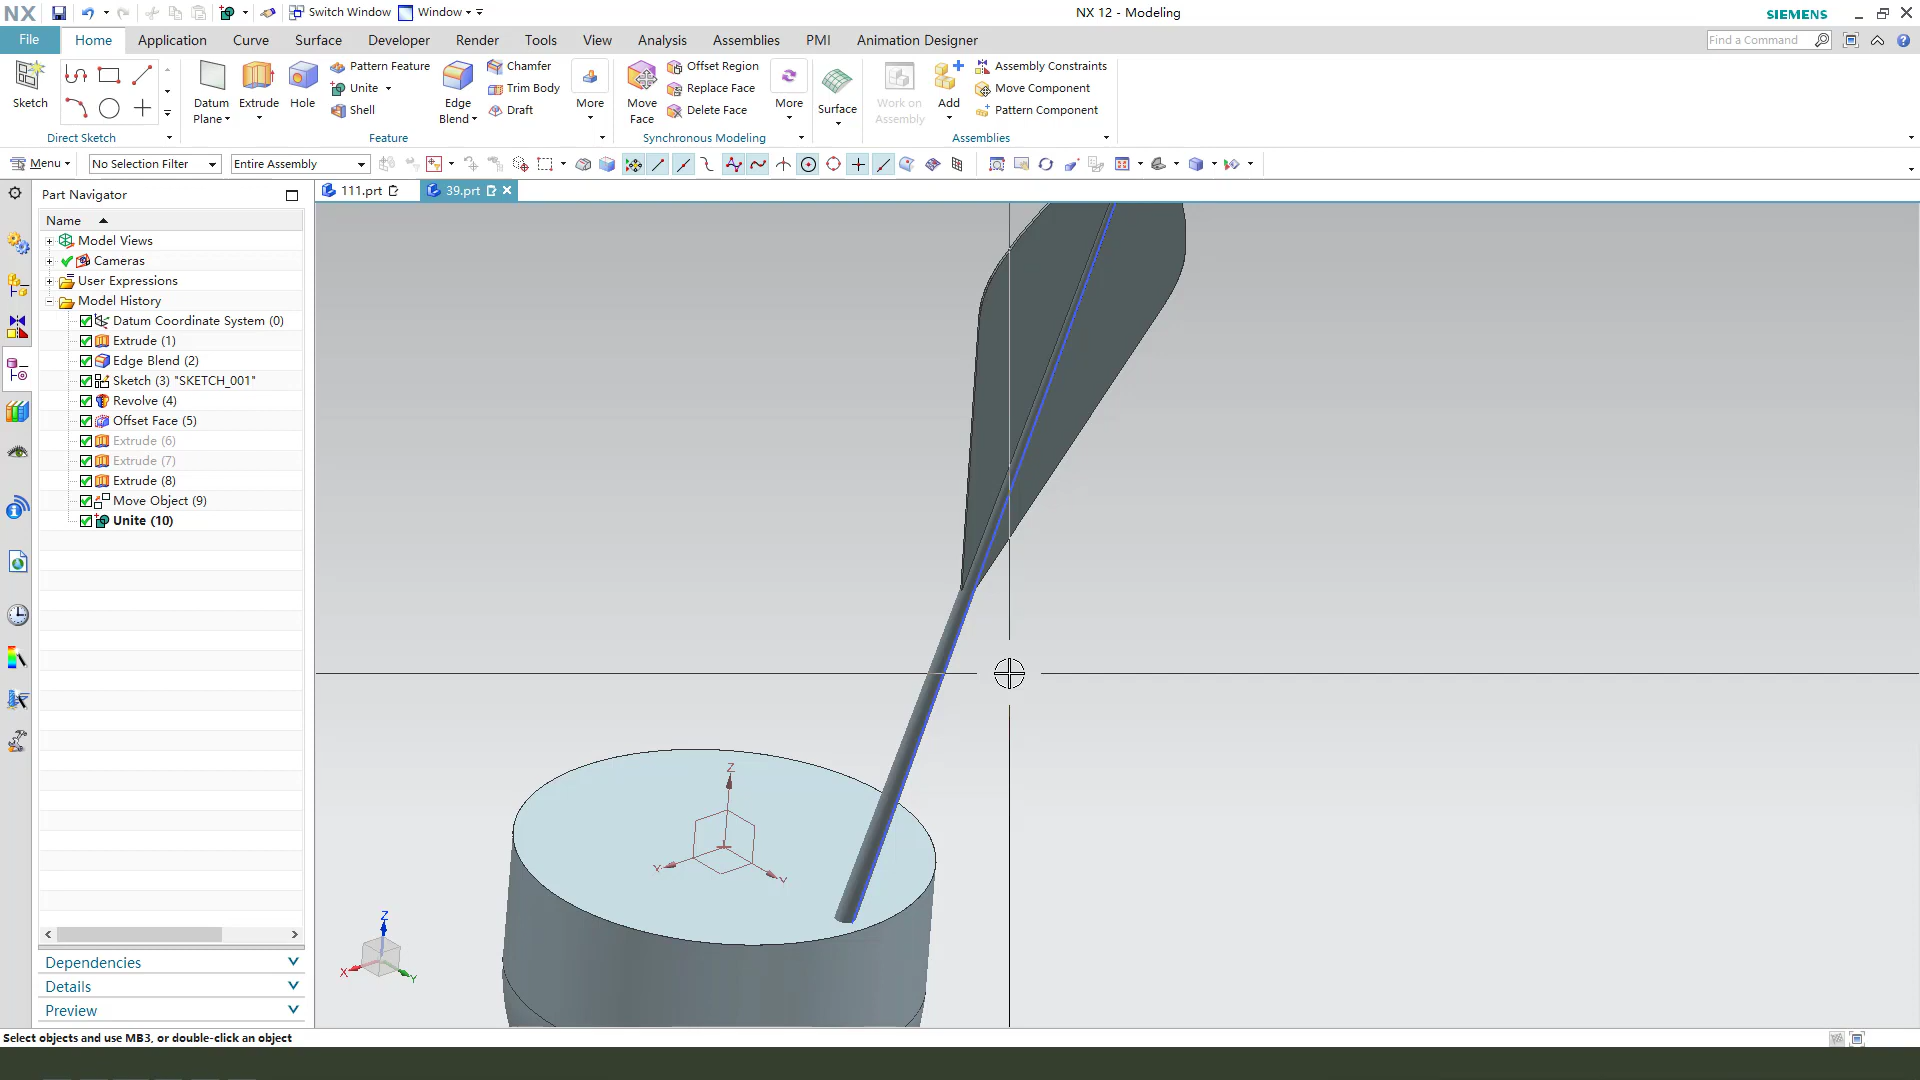 NX
Switch Window
Window
NX 12 - Modeling
SIEMENS
File
Home
Application
Curve
Surface
Developer
Render
Tools
View
Analysis
Assemblies
PMI
Animation Designer
Find a Command
Sketch
Datum Plane
Extrude
Hole
Pattern Feature
Unite
Shell
Edge Blend
Chamfer
Trim Body
Draft
More
Move Face
Offset Region
Replace Face
Delete Face
More
Surface
Work on Assembly
Add
Assembly Constraints
Move Component
Pattern Component
Direct Sketch
Feature
Synchronous Modeling
Assemblies
Menu
No Selection Filter
Entire Assembly
Part Navigator
111.prt
39.prt
Name
Model Views
Cameras
User Expressions
Model History
Datum Coordinate System (0)
Extrude (1)
Edge Blend (2)
Sketch (3) "SKETCH_001"
Revolve (4)
Offset Face (5)
Extrude (6)
Extrude (7)
Extrude (8)
Move Object (9)
Unite (10)
Z
Z
X
Y
Dependencies
Details
Preview
Select objects and use MB3, or double-click an object